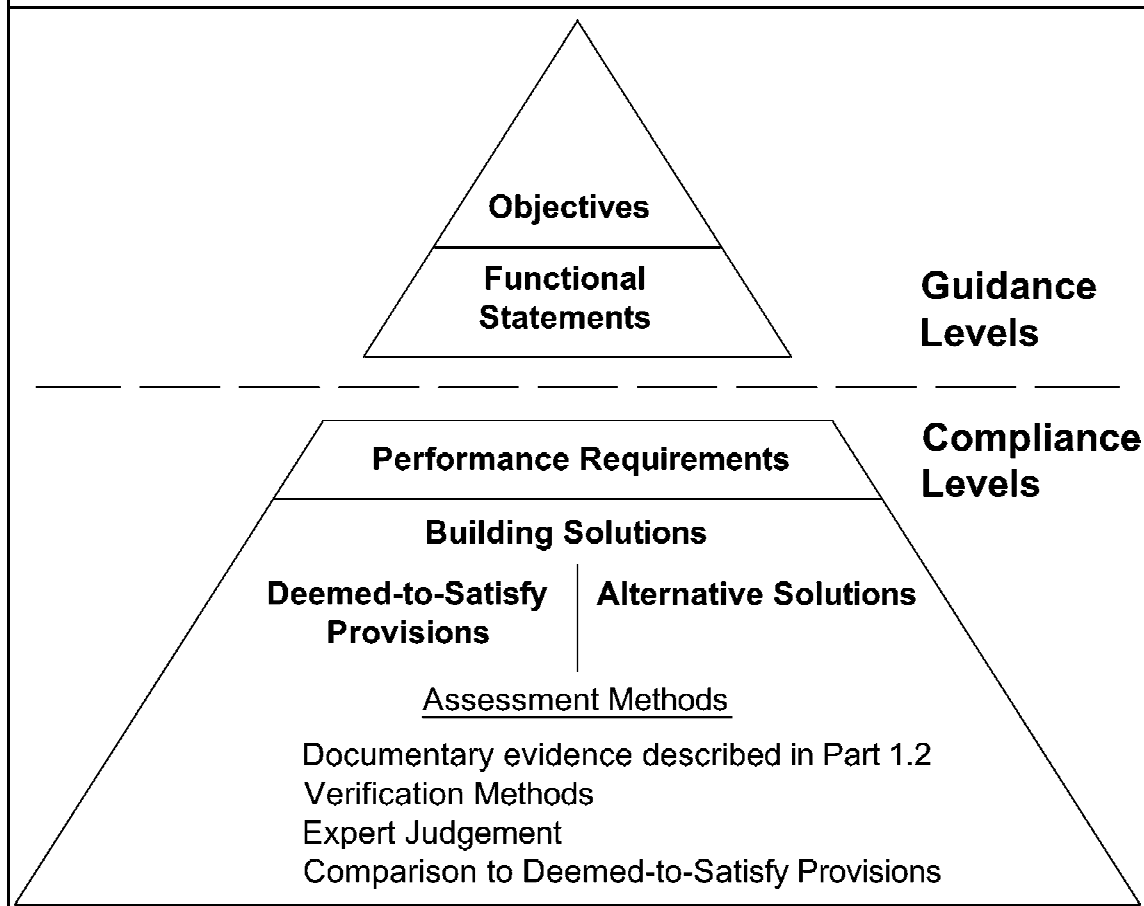 Objectives
Functional
Statements
Guidance
Levels
Performance Requirements
Compliance
Levels
Building Solutions
Deemed-to-Satisfy
Provisions
Alternative Solutions
Assessment Methods
Documentary evidence described in Part 1.2
Verification Methods
Expert Judgement
Comparison to Deemed-to-Satisfy Provisions